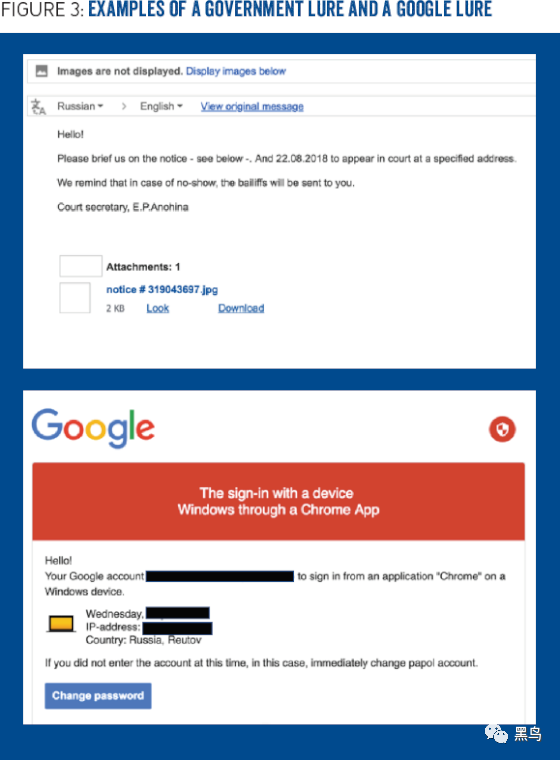 FIGURE 3: EXAMPLES OF A GOVERNMENT LURE AND A GOOGLE LURE
Images are not displayed. Display images below
Russian > English View original message
Hello!
Please brief us on the notice - see below -. And 22.08.2018 to appear in court at a specified address.
We remind that in case of no-show, the bailiffs will be sent to you.
Court secretary, E.P.Anohina
Attachments: 1
notice # 319043697.jpg
2 KB Look Download
Google
The sign-in with a device
Windows through a Chrome App
Hello!
Your Google account to sign in from an application "Chrome" on a
Windows device.
Wednesday,
IP-address:
Country: Russia, Reutov
If you did not enter the account at this time, in this case, immediately change papol account.
Change password
黑鸟